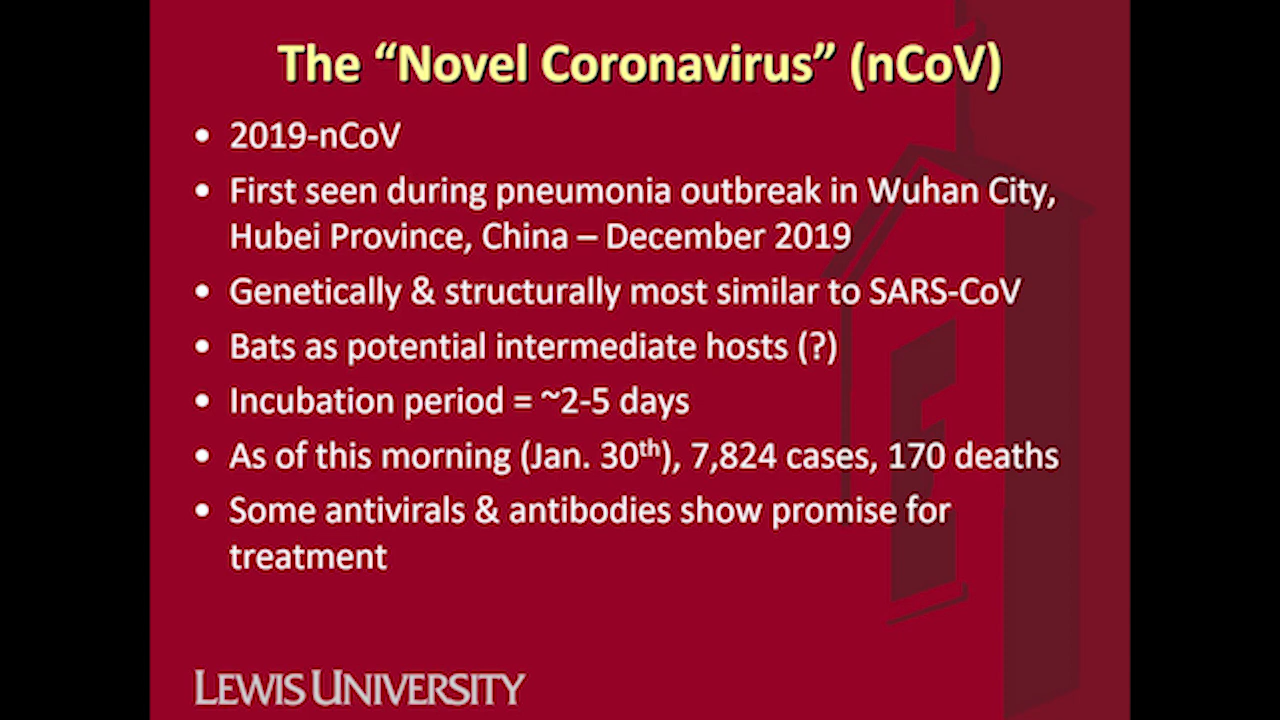 The “Novel Coronavirus” (nCoV)
• 2019-nCoV
• First seen during pneumonia outbreak in Wuhan City,
Hubei Province, China – December 2019
• Genetically & structurally most similar to SARS-CoV
• Bats as potential intermediate hosts (?)
• Incubation period = ~2-5 days
• As of this morning (Jan. 30th), 7,824 cases, 170 deaths
• Some antivirals & antibodies show promise for
treatment
LEWIS UNIVERSITY